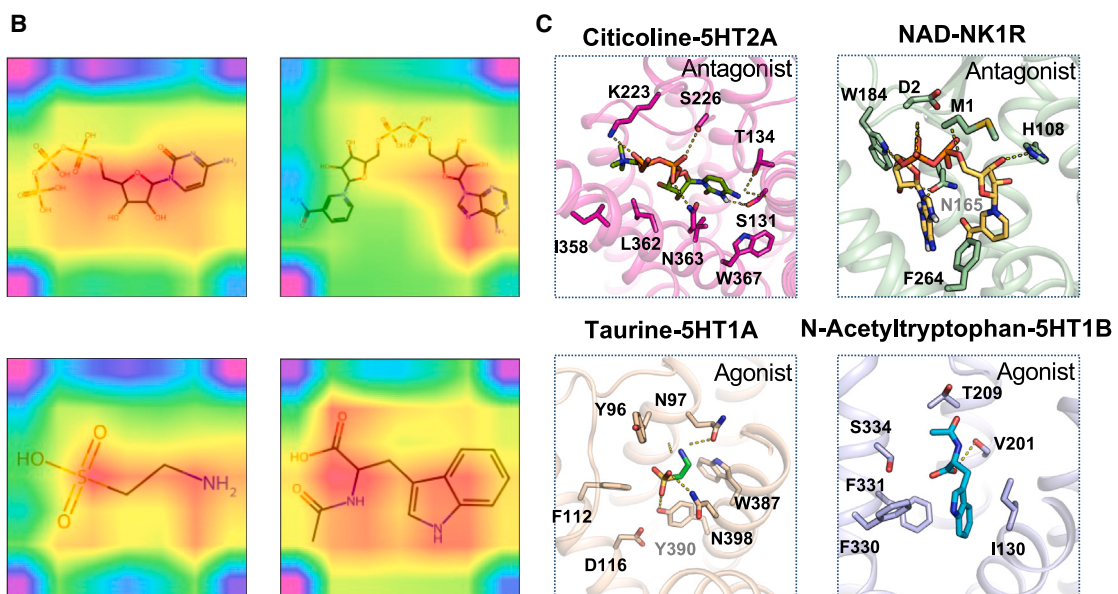 B
C
Citicoline-5HT2A
Antagonist
K223
S226
T134
S131
I358
L362
N363
W367
NAD-NK1R
Antagonist
W184
D2
M1
H108
N165
F264
Taurine-5HT1A
Agonist
Y96
N97
F112
W387
D116
Y390
N398
N-Acetyltryptophan-5HT1B
Agonist
T209
S334
V201
F331
F330
I130
HO
O
S
O
NH2
O
HO
O
NH
N
H